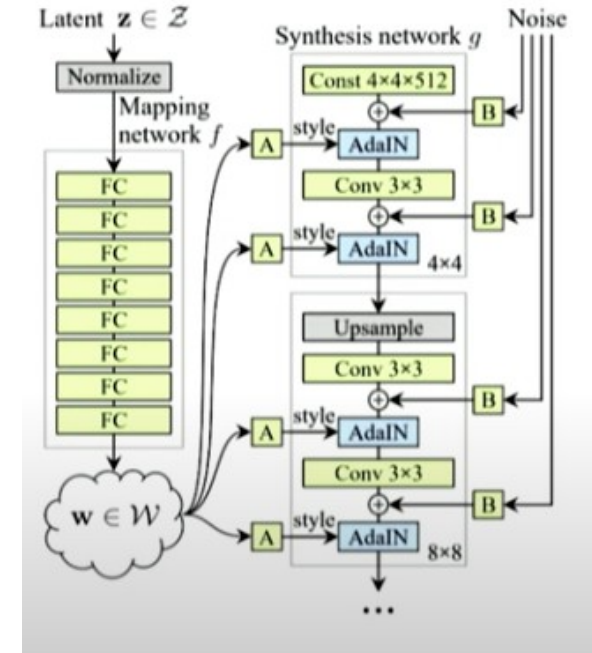 Latent z ∈ Z
Normalize
Mapping
network f
FC
FC
FC
FC
FC
FC
FC
FC
w ∈ W
Noise
Synthesis network g
Const 4×4×512
B
A
style
AdaIN
Conv 3×3
B
A
style
AdaIN
4×4
Upsample
Conv 3×3
B
A
style
AdaIN
Conv 3×3
B
A
style
AdaIN
8×8
...